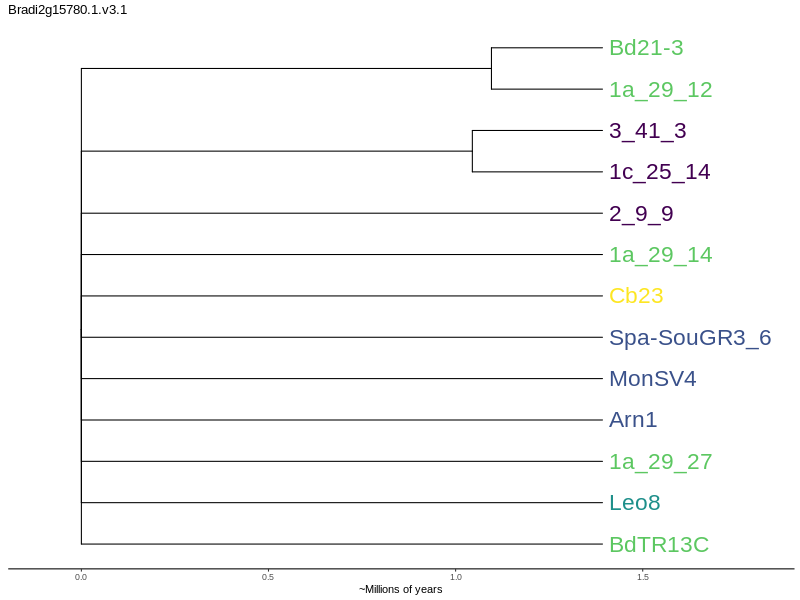 Bradi2g15780.1.v3.1
Bd21-3
1a_29_12
3_41_3
1c_25_14
2_9_9
1a_29_14
Cb23
Spa-SouGR3_6
MonSV4
Arn1
1a_29_27
Leo8
BdTR13C
0.0 0.5 1.0 1.5
~Millions of years